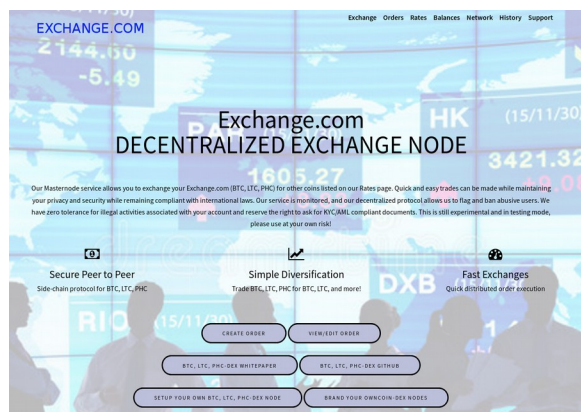 EXCHANGE.COM
Exchange Orders Rates Balances Network History Support
2144.60
-5.49
HK
(15/11/30)
Exchange.com
DECENTRALIZED EXCHANGE NODE
3421.32
1605.27
Our Masternode service allows you to exchange your Exchange.com (BTC, LTC, PHC) for other coins listed on our Rates page. Quick and easy trades can be made while maintaining
your privacy and security while remaining compliant with international laws. Our service is monitored, and our decentralized protocol allows us to flag and ban abusive users. We
have zero tolerance for illegal activities associated with your account and reserve the right to ask for KYC/AML compliant documents. This is still experimental and in testing mode,
please use at your own risk!
Secure Peer to Peer
Simple Diversification
Fast Exchanges
Side-chain protocol for BTC, LTC, PHC
Trade BTC, LTC, PHC for BTC, LTC, and more!
Quick distributed order execution
DXB
RIO
(15/11/30)
CREATE ORDER
VIEW/EDIT ORDER
BTC, LTC, PHC-DEX WHITEPAPER
BTC, LTC, PHC-DEX GITHUB
SETUP YOUR OWN BTC, LTC, PHC-DEX NODE
BRAND YOUR OWNCOIN-DEX NODES